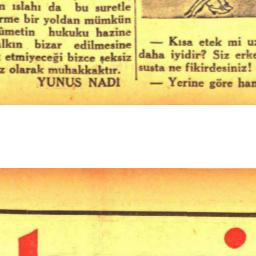 n ıslahı da bu suretle
rme bir yoldan mümkün
ûmetin hukuku hazine
alkın bizar edilmesine
etmiyeceği bizce şeksiz
z olarak muhakkaktır.
YUNUS NADİ
— Kısa etek mi uz
daha iyidir? Siz erke
susta ne fikirdesiniz!
— Yerine göre han